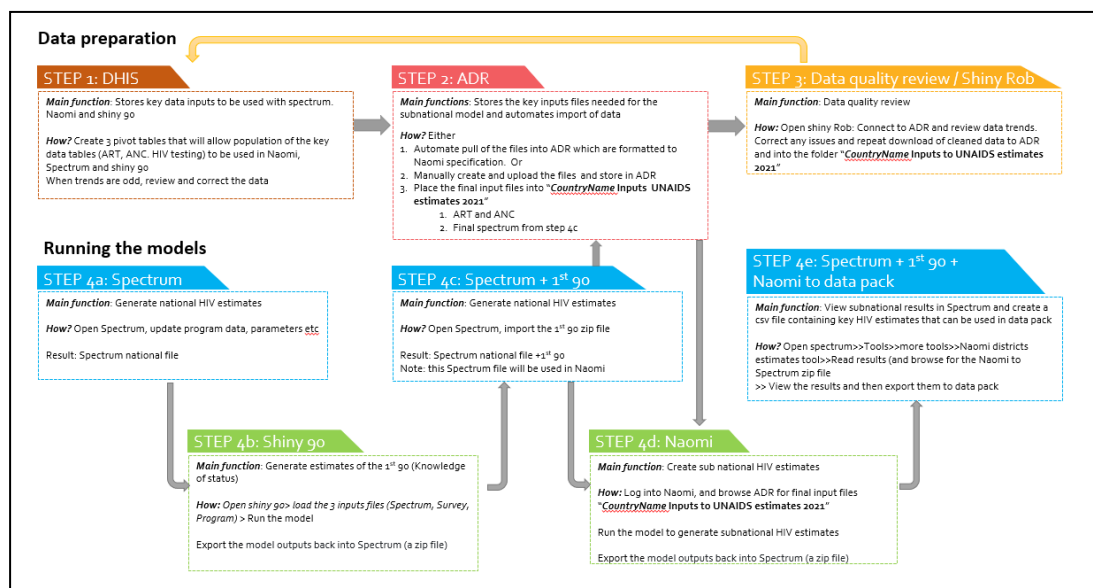 Data preparation
STEP 1: DHIS
Main function: Stores key data inputs to be used with spectrum.
Naomi and shiny 90
How? Create 3 pivot tables that will allow population of the key
data tables (ART, ANC. HIV testing) to be used in Naomi,
Spectrum and shiny 90
When trends are odd, review and correct the data
STEP 2: ADR
Main functions: Stores the key inputs files needed for the
subnational model and automates import of data
How? Either
1. Automate pull of the files into ADR which are formatted to
Naomi specification. Or
2. Manually create and upload the files and store in ADR
3. Place the final input files into "CountryName Inputs UNAIDS
estimates 2021"
1. ART and ANC
2. Final spectrum from step 4c
STEP 3: Data quality review / Shiny Rob
Main function: Data quality review
How: Open shiny Rob: Connect to ADR and review data trends.
Correct any issues and repeat download of cleaned data to ADR
and into the folder "CountryName Inputs to UNAIDS estimates
2021"
Running the models
STEP 4a: Spectrum
Main function: Generate national HIV estimates
How? Open Spectrum, update program data, parameters etc
Result: Spectrum national file
STEP 4c: Spectrum + 1st 90
Main function: Generate national HIV estimates
How? Open Spectrum, import the 1st 90 zip file
Result: Spectrum national file +1st 90
Note: this Spectrum file will be used in Naomi
STEP 4e: Spectrum + 1st 90 +
Naomi to data pack
Main function: View subnational results in Spectrum and create a
csv file containing key HIV estimates that can be used in data pack
How? Open spectrum>>Tools>>more tools>>Naomi districts
estimates tool>>Read results (and browse for the Naomi to
Spectrum zip file
>> View the results and then export them to data pack
STEP 4b: Shiny 90
Main function: Generate estimates of the 1st 90 (Knowledge
of status)
How: Open shiny 90> load the 3 inputs files (Spectrum, Survey,
Program) > Run the model
Export the model outputs back into Spectrum (a zip file)
STEP 4d: Naomi
Main function: Create sub national HIV estimates
How: Log into Naomi, and browse ADR for final input files
"CountryName Inputs to UNAIDS estimates 2021"
Run the model to generate subnational HIV estimates
Export the model outputs back into Spectrum (a zip file)